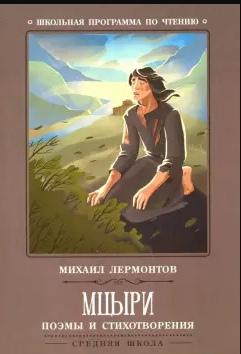 ШКОЛЬНАЯ ПРОГРАММА ПО ЧТЕНИЮ
МИХАИЛ ЛЕРМОНТОВ
МЦЫРИ
ПОЭМЫ И СТИХОТВОРЕНИЯ
СРЕДНЯЯ ШКОЛА